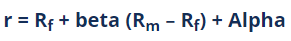 r = Rf + beta (Rm – Rf) + Alpha